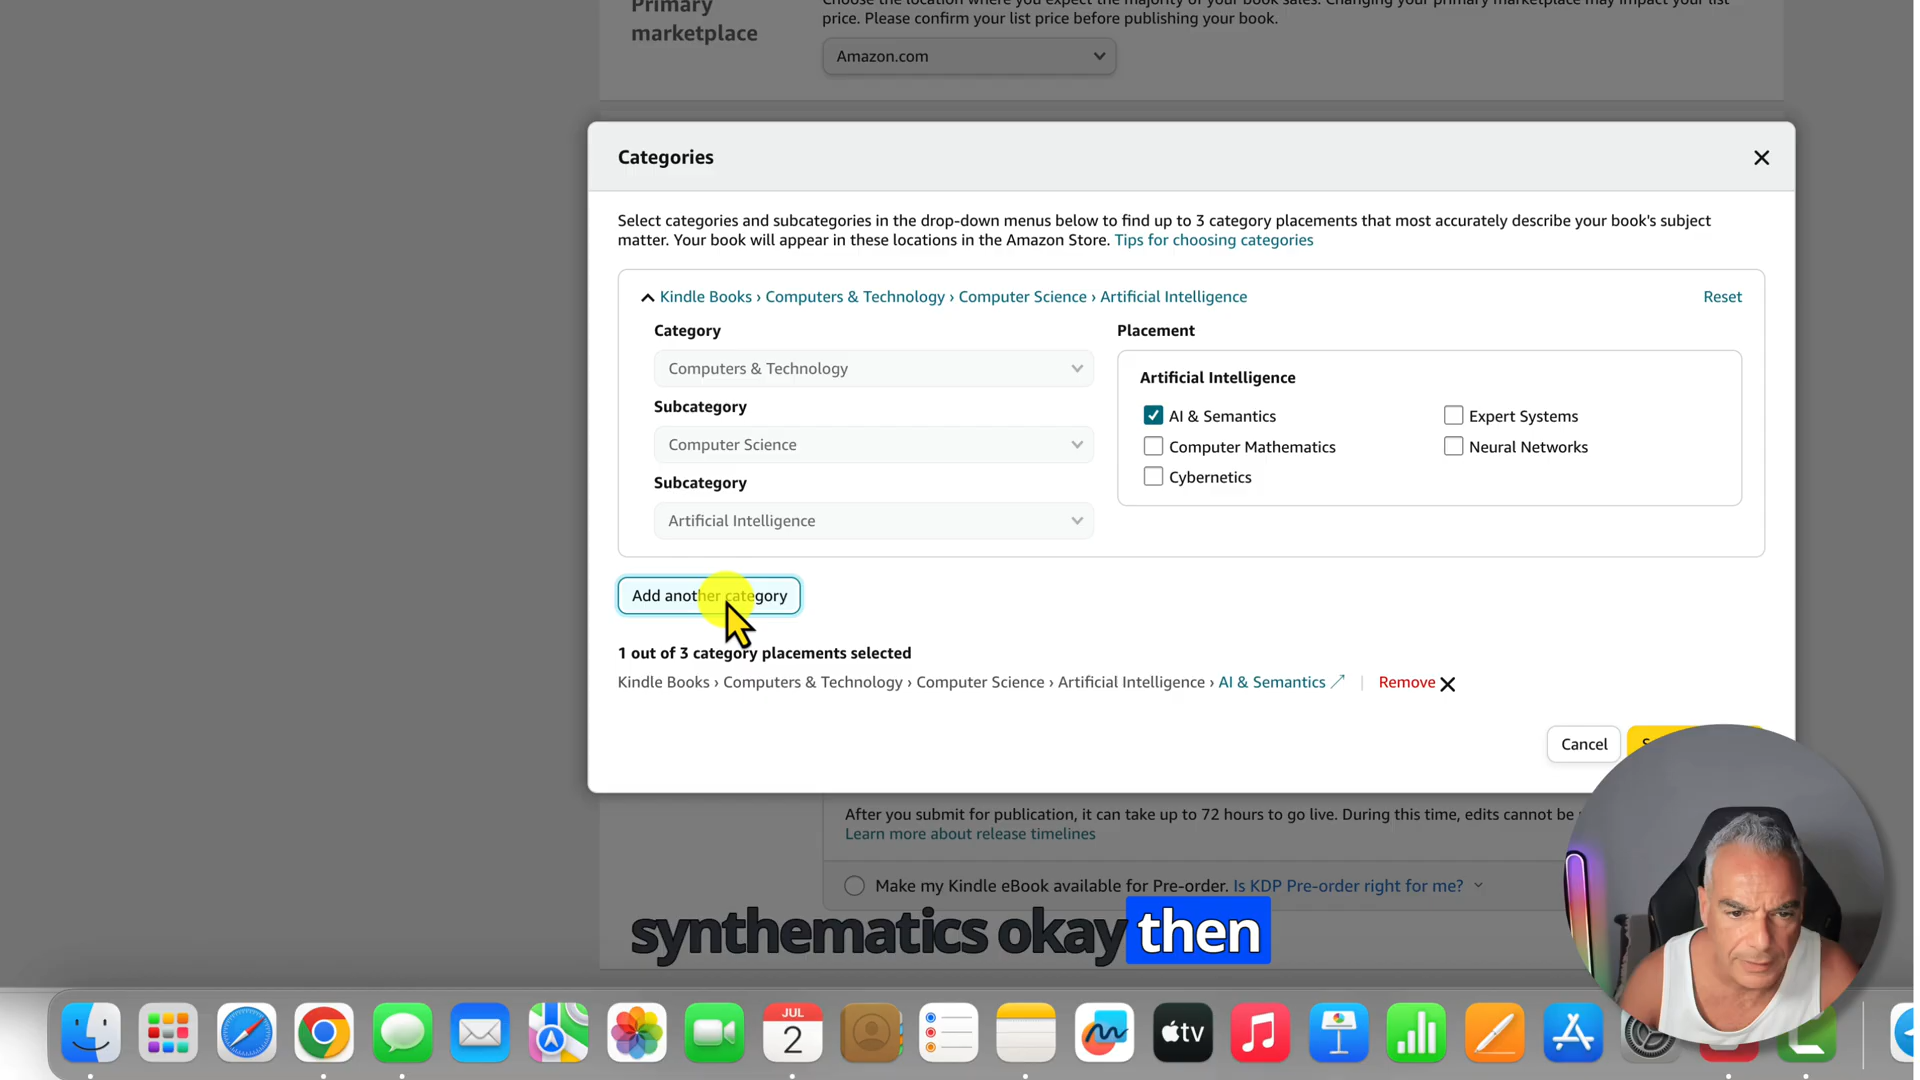 Primary
marketplace
price. Please confirm your list price before publishing your book.
Amazon.com
Categories
Select categories and subcategories in the drop-down menus below to find up to 3 category placements that most accurately describe your book's subject
matter. Your book will appear in these locations in the Amazon Store. Tips for choosing categories
Kindle Books › Computers & Technology › Computer Science › Artificial Intelligence
Reset
Category
Computers & Technology
Subcategory
Computer Science
Subcategory
Artificial Intelligence
Placement
Artificial Intelligence
AI & Semantics
Expert Systems
Computer Mathematics
Neural Networks
Cybernetics
Add another category
1 out of 3 category placements selected
Kindle Books › Computers & Technology › Computer Science › Artificial Intelligence › AI & Semantics
Remove
Cancel
After you submit for publication, it can take up to 72 hours to go live. During this time, edits cannot be
Learn more about release timelines
Make my Kindle eBook available for Pre-order. Is KDP Pre-order right for me?
synthematics okay then
JUL
2
tv